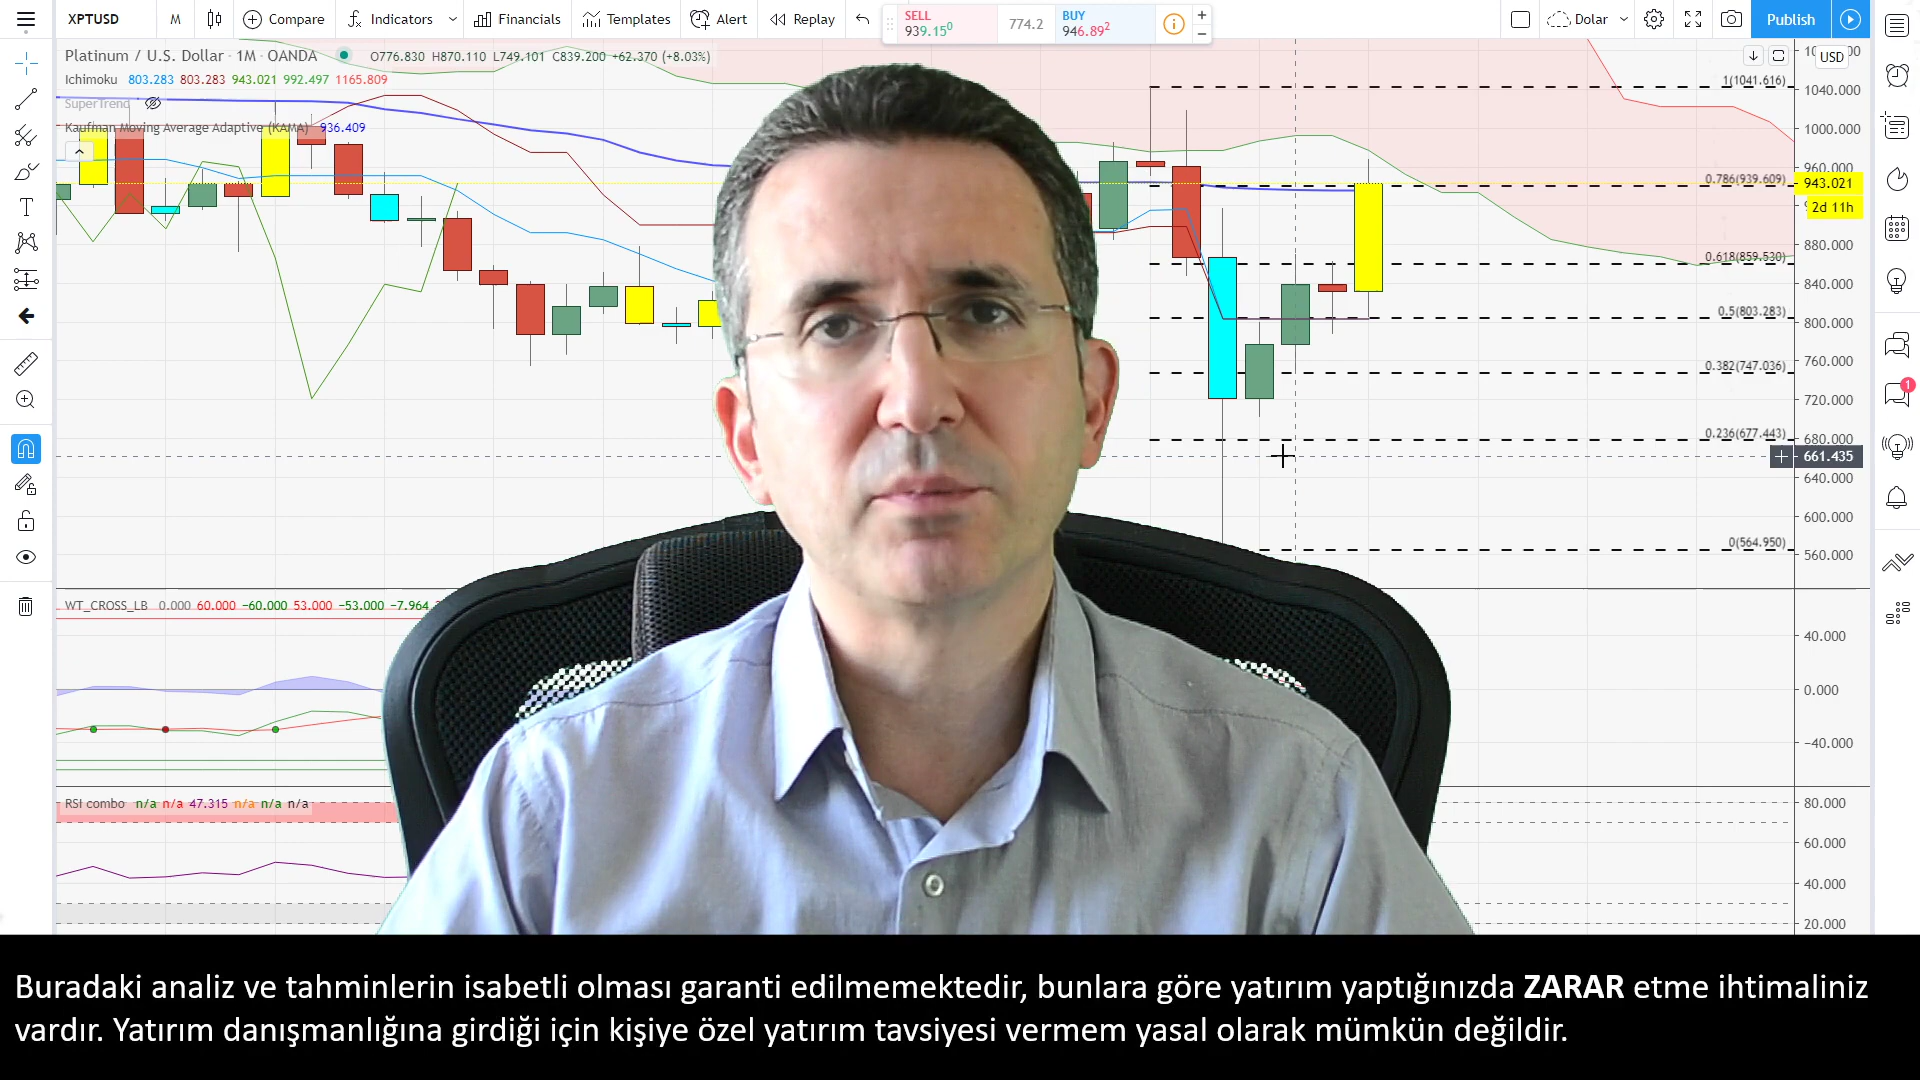 XPTUSD M Compare Indicators Financials Templates Alert Replay
SELL
939.150
774.2
BUY
946.892
Dolar Publish
Platinum / U.S. Dollar · 1M · OANDA O776.830 H870.110 L749.101 C839.200 +62.370 (+8.03%)
Ichimoku 803.283 803.283 943.021 992.497 1165.809
SuperTrend
Kaufman Moving Average Adaptive (KAMA) 936.409
USD
1(1041.616)
1040.000
1000.000
960.000
0.786(939.609)
943.021
2d 11h
880.000
0.618(859.530)
840.000
0.5(803.283)
800.000
0.382(747.036)
760.000
720.000
0.236(677.443)
680.000
661.435
640.000
600.000
0(564.950)
560.000
WT_CROSS_LB 0.000 60.000 −60.000 53.000 −53.000 −7.964
40.000
0.000
−40.000
RSI combo n/a n/a 47.315 n/a n/a n/a
80.000
60.000
40.000
20.000
1
Buradaki analiz ve tahminlerin isabetli olması garanti edilmemektedir, bunlara göre yatırım yaptığınızda ZARAR etme ihtimaliniz
vardır. Yatırım danışmanlığına girdiği için kişiye özel yatırım tavsiyesi vermem yasal olarak mümkün değildir.